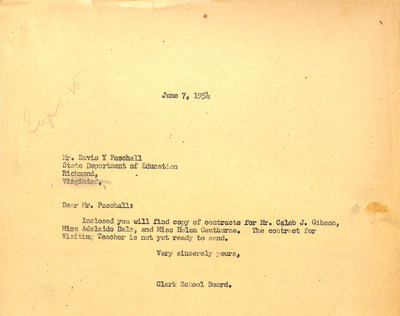 June 7, 1954
Mr. Davis Y Paschall
State Department of Education
Richmond,
Virginia.
Dear Mr. Paschall:
Inclosed you will find copy of contracts for Mr. Caleb J. Gibson,
Miss Adelaide Dale, and Miss Helen Cawthorne. The contract for
Visiting Teacher is not yet ready to send.
Very sincerely yours,
Clerk School Board.